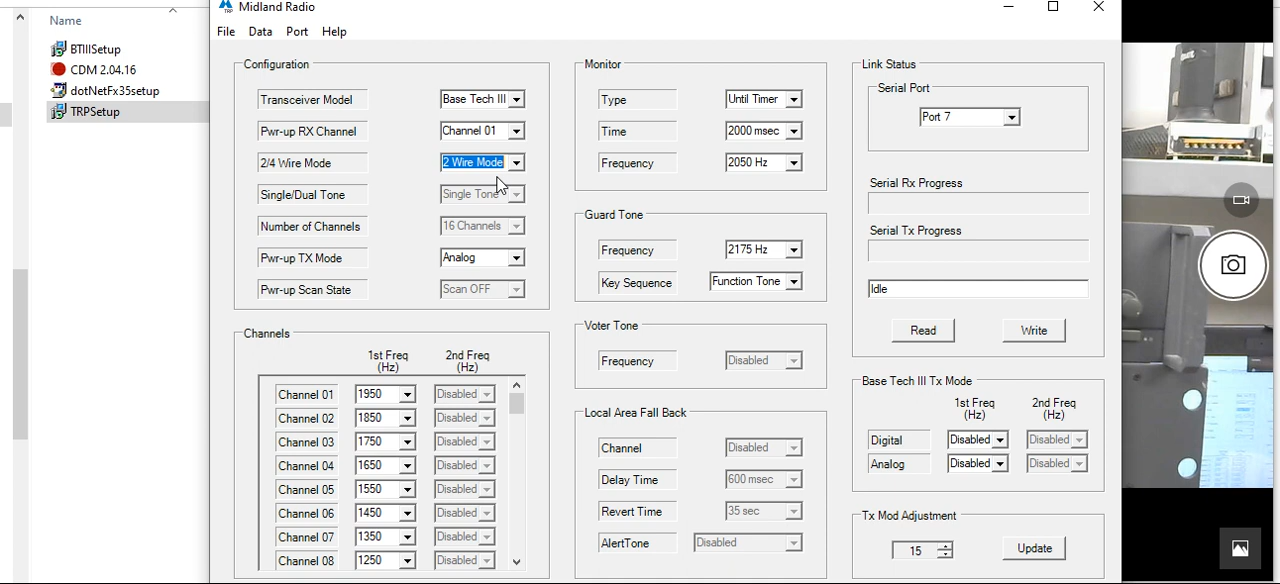 Name
BTIIISetup
CDM 2.04.16
dotNetFx35setup
TRPSetup
TRP
Midland Radio
File Data Port Help
Configuration
Transceiver Model Base Tech III
Pwr-up RX Channel Channel 01
2/4 Wire Mode 2 Wire Mode
Single/Dual Tone Single Tone
Number of Channels 16 Channels
Pwr-up TX Mode Analog
Pwr-up Scan State Scan OFF
Channels
1st Freq 2nd Freq
(Hz) (Hz)
Channel 01 1950 Disabled
Channel 02 1850 Disabled
Channel 03 1750 Disabled
Channel 04 1650 Disabled
Channel 05 1550 Disabled
Channel 06 1450 Disabled
Channel 07 1350 Disabled
Channel 08 1250 Disabled
Monitor
Type Until Timer
Time 2000 msec
Frequency 2050 Hz
Guard Tone
Frequency 2175 Hz
Key Sequence Function Tone
Voter Tone
Frequency Disabled
Local Area Fall Back
Channel Disabled
Delay Time 600 msec
Revert Time 35 sec
AlertTone Disabled
Link Status
Serial Port
Port 7
Serial Rx Progress
Serial Tx Progress
Idle
Read Write
Base Tech III Tx Mode
1st Freq 2nd Freq
(Hz) (Hz)
Digital Disabled Disabled
Analog Disabled Disabled
Tx Mod Adjustment
15 Update